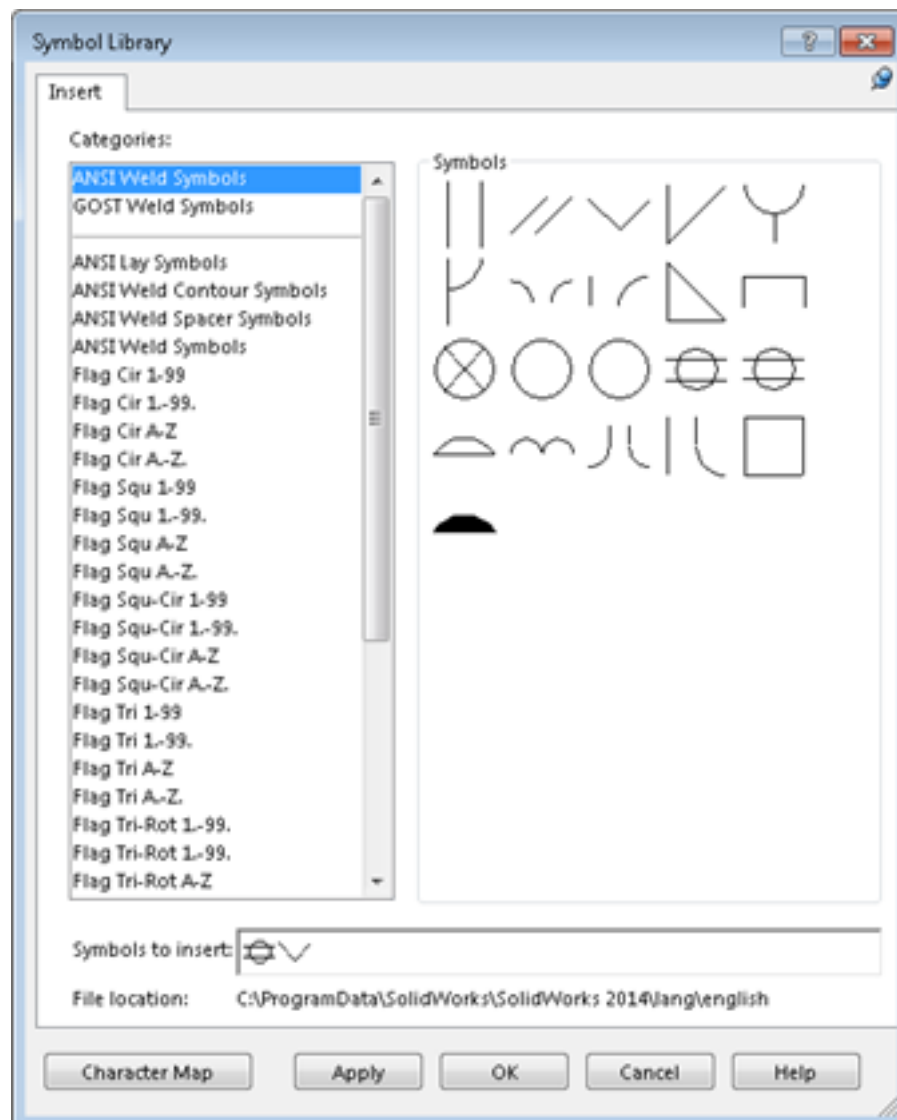 Symbol Library
Insert
Categories:
ANSI Weld Symbols
GOST Weld Symbols
ANSI Lay Symbols
ANSI Weld Contour Symbols
ANSI Weld Spacer Symbols
ANSI Weld Symbols
Flag Cir 1-99
Flag Cir 1.-99.
Flag Cir A-Z
Flag Cir A.-Z.
Flag Squ 1-99
Flag Squ 1.-99.
Flag Squ A-Z
Flag Squ A.-Z.
Flag Squ-Cir 1-99
Flag Squ-Cir 1.-99.
Flag Squ-Cir A-Z
Flag Squ-Cir A.-Z.
Flag Tri 1-99
Flag Tri 1.-99.
Flag Tri A-Z
Flag Tri A.-Z.
Flag Tri-Rot 1.-99.
Flag Tri-Rot 1.-99.
Flag Tri-Rot A-Z
Symbols
Symbols to insert:
File location: C:\ProgramData\SolidWorks\SolidWorks 2014\lang\english
Character Map Apply OK Cancel Help